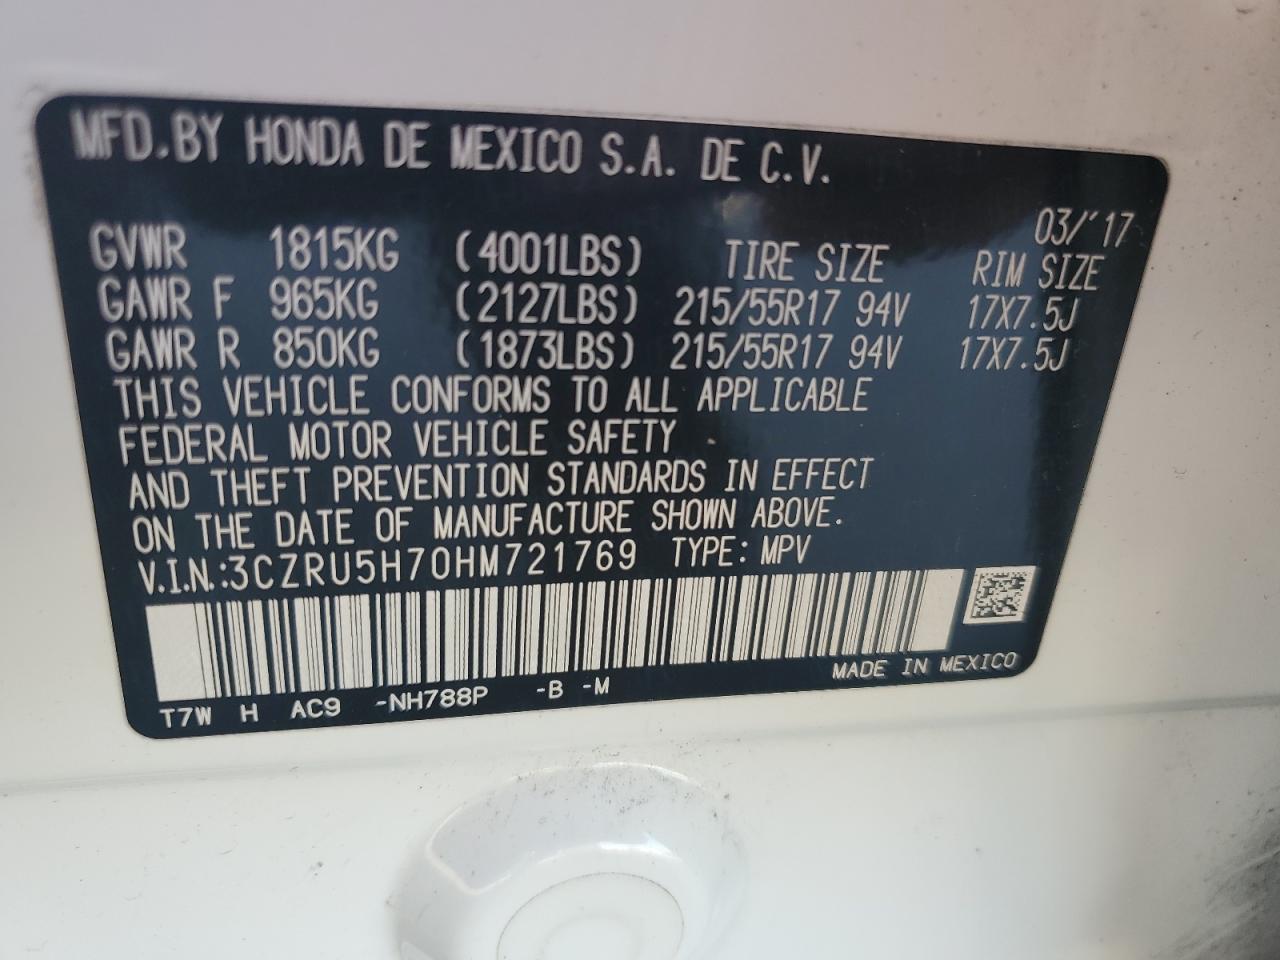 MFD.BY HONDA DE MEXICO S.A. DE C.V.
03/'17
GVWR 1815KG (4001LBS) TIRE SIZE RIM SIZE
GAWR F 965KG (2127LBS) 215/55R17 94V 17X7.5J
GAWR R 850KG (1873LBS) 215/55R17 94V 17X7.5J
THIS VEHICLE CONFORMS TO ALL APPLICABLE
FEDERAL MOTOR VEHICLE SAFETY
AND THEFT PREVENTION STANDARDS IN EFFECT
ON THE DATE OF MANUFACTURE SHOWN ABOVE.
V.I.N.:3CZRU5H70HM721769 TYPE: MPV
MADE IN MEXICO
T7W H AC9 -NH788P -B -M